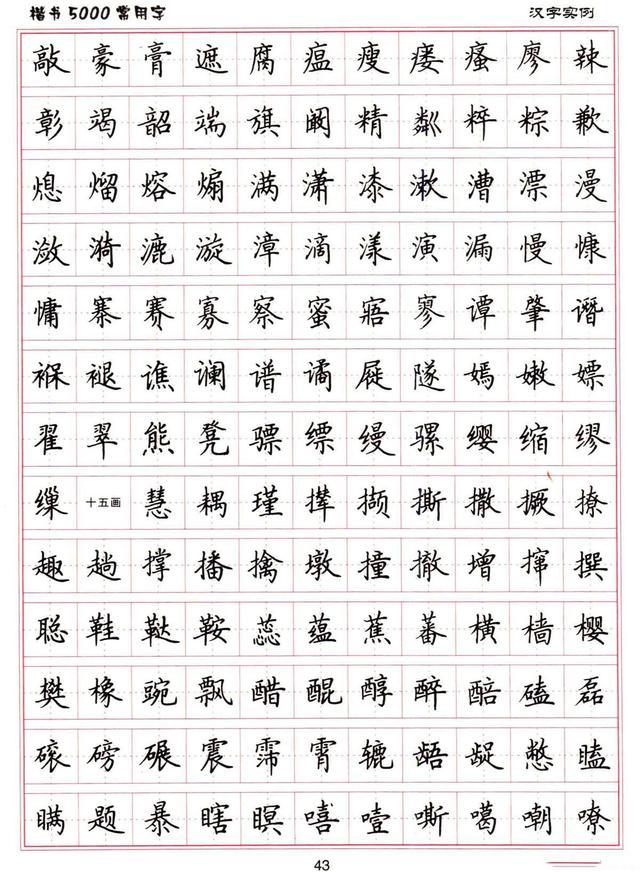 楷书5000常用字 汉字实例
敲豪膏遮腐瘟瘦瘘瘙廖辣
彰竭韶端旗阚精粼粹粽歉
熄熘熔煽满潇漆漱漕漂漫
潋漪漉漩漳滴漾演漏慢慷
慵寨赛寡察蜜寤寥谭肇谮
褓褪谯谰谱谲屣隧嫣嫩嫖
翟翠熊凳骠缥缦骡缨缩缪
缫十五画慧耦瑾撵撷撕撒撅撩
趣趟撑播擒墩撞撤增撺撰
聪鞋鞑鞍蕊蕴蕉蕃横樯樱
樊橡豌飘醋醌醇醉醅磕磊
磙磅碾震霈霄辘龉龊憋瞌
瞒题暴瞎瞑嘻噎嘶噶嘲嘹
43